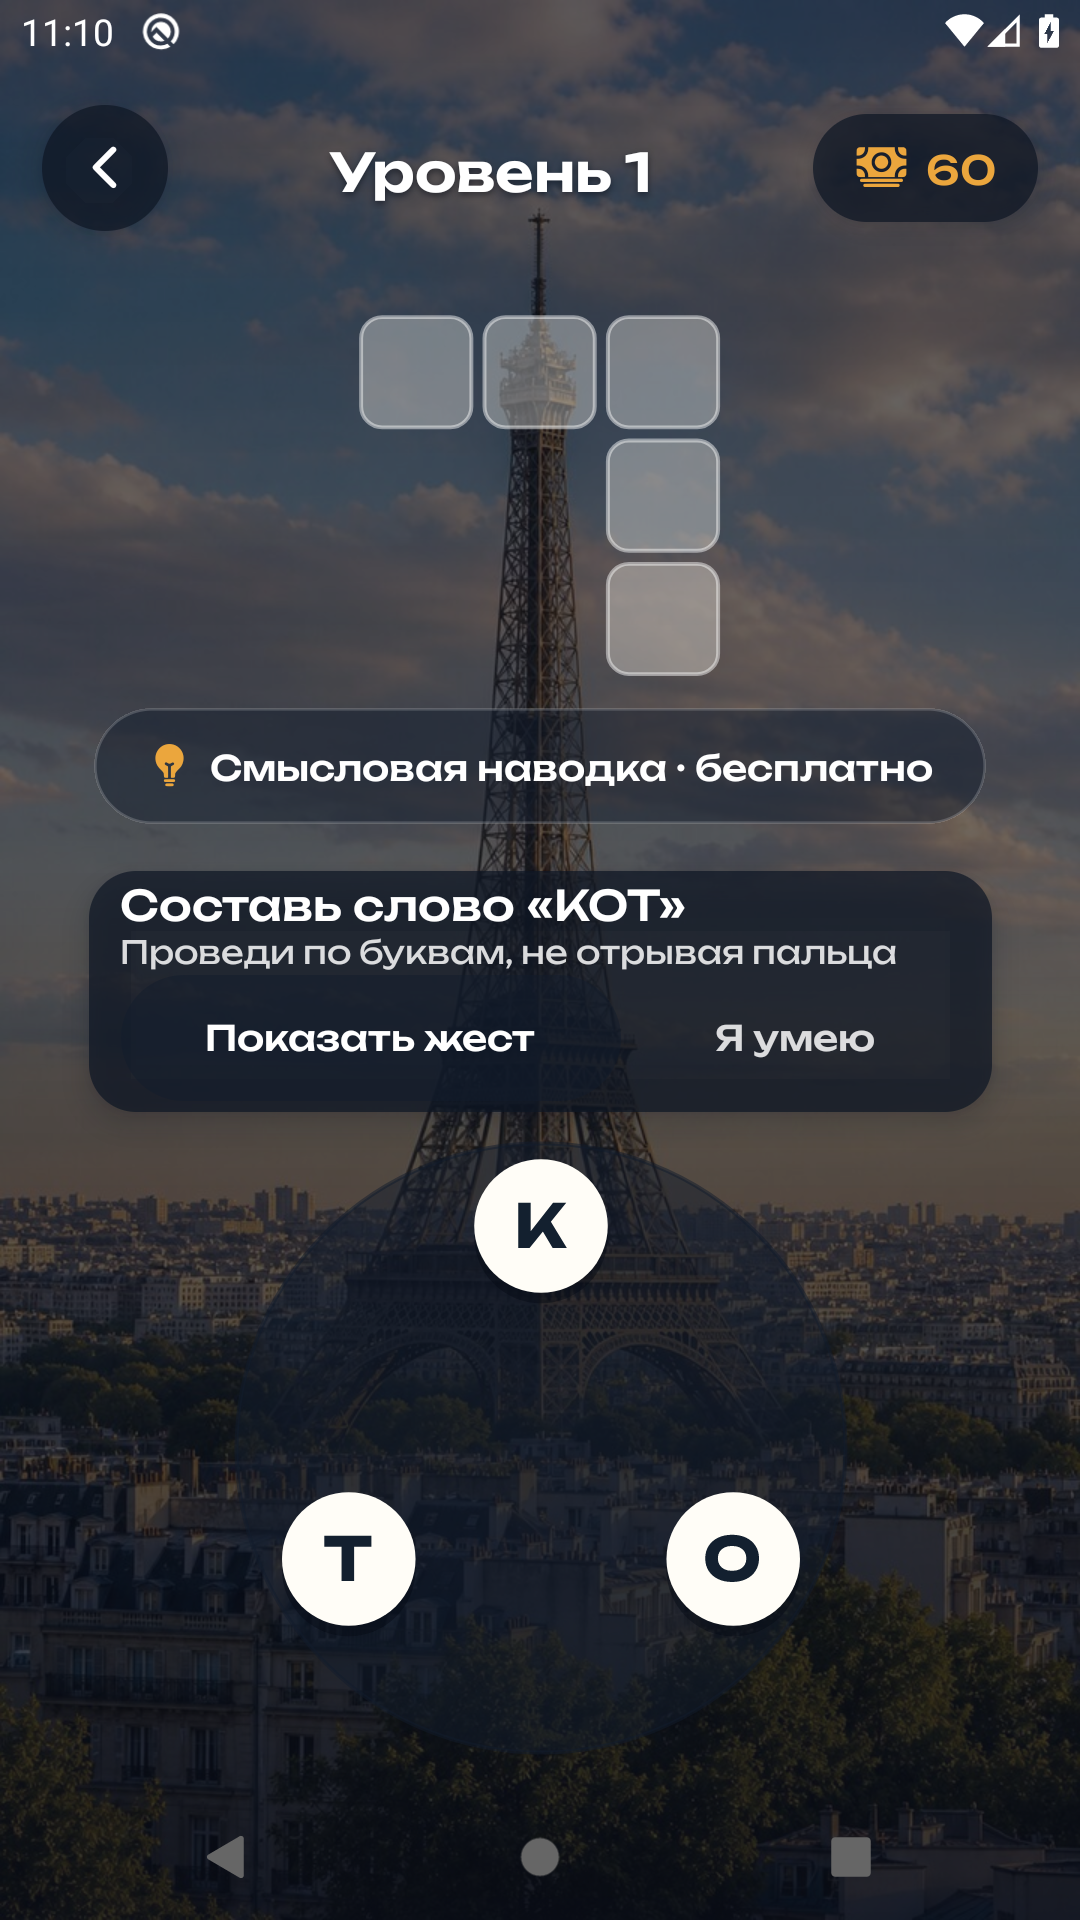 11:10
Уровень 1
60
Смысловая наводка · бесплатно
Составь слово «КОТ»
Проведи по буквам, не отрывая пальца
Показать жест
Я умею
К
Т
О